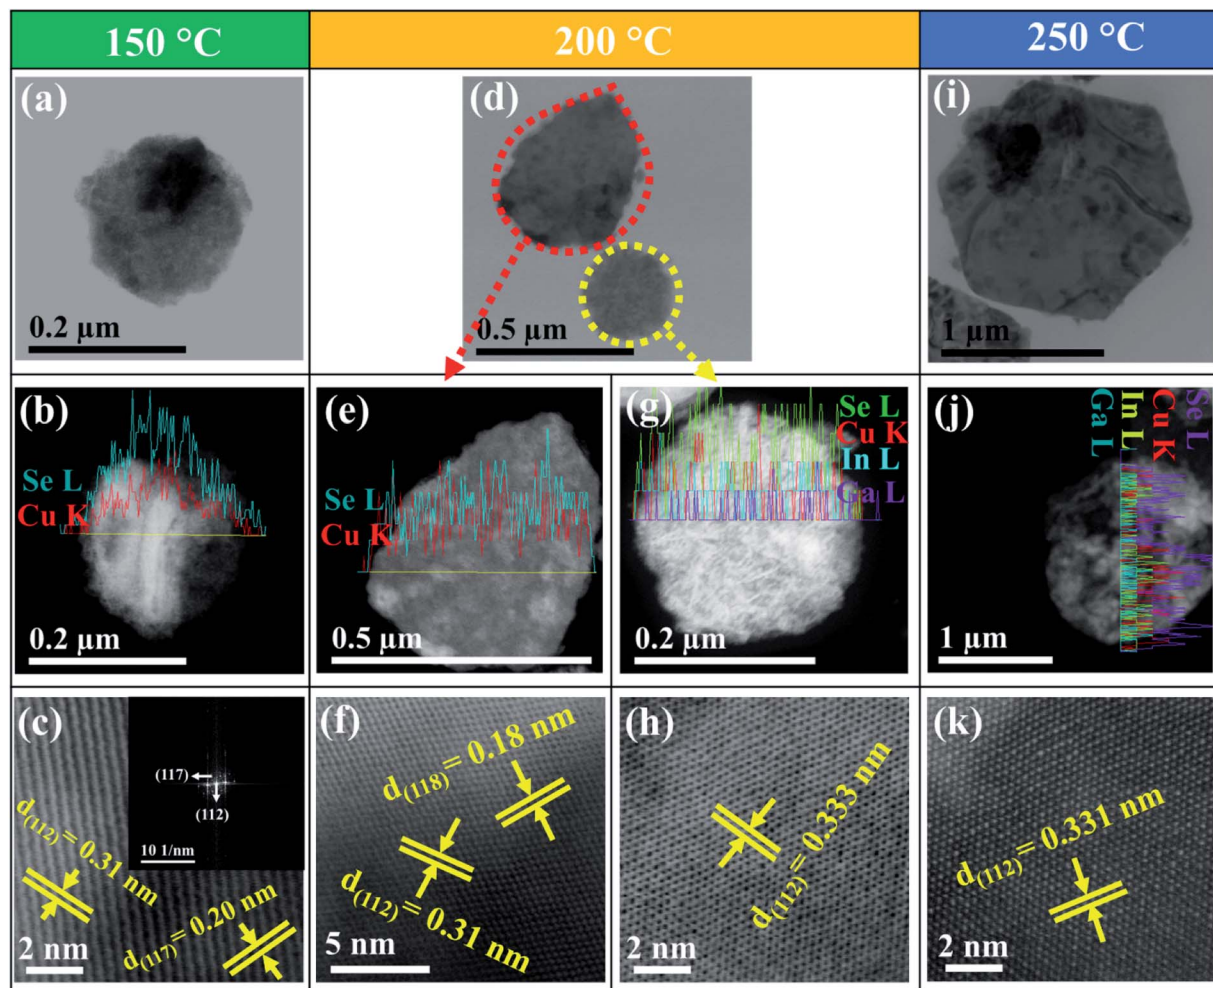 150 °C
200 °C
250 °C
(a)
0.2 µm
(d)
0.5 µm
(i)
1 µm
(b)
Se L
Cu K
0.2 µm
(e)
Se L
Cu K
0.5 µm
(g)
Se L
Cu K
In L
Ga L
0.2 µm
(j)
Ga L
In L
Cu K
Se L
1 µm
(c)
(117)
(112)
10 1/nm
d(112)= 0.31 nm
d(117)= 0.20 nm
2 nm
(f)
d(118)= 0.18 nm
d(112)= 0.31 nm
5 nm
(h)
d(112)= 0.333 nm
2 nm
(k)
d(112)= 0.331 nm
2 nm